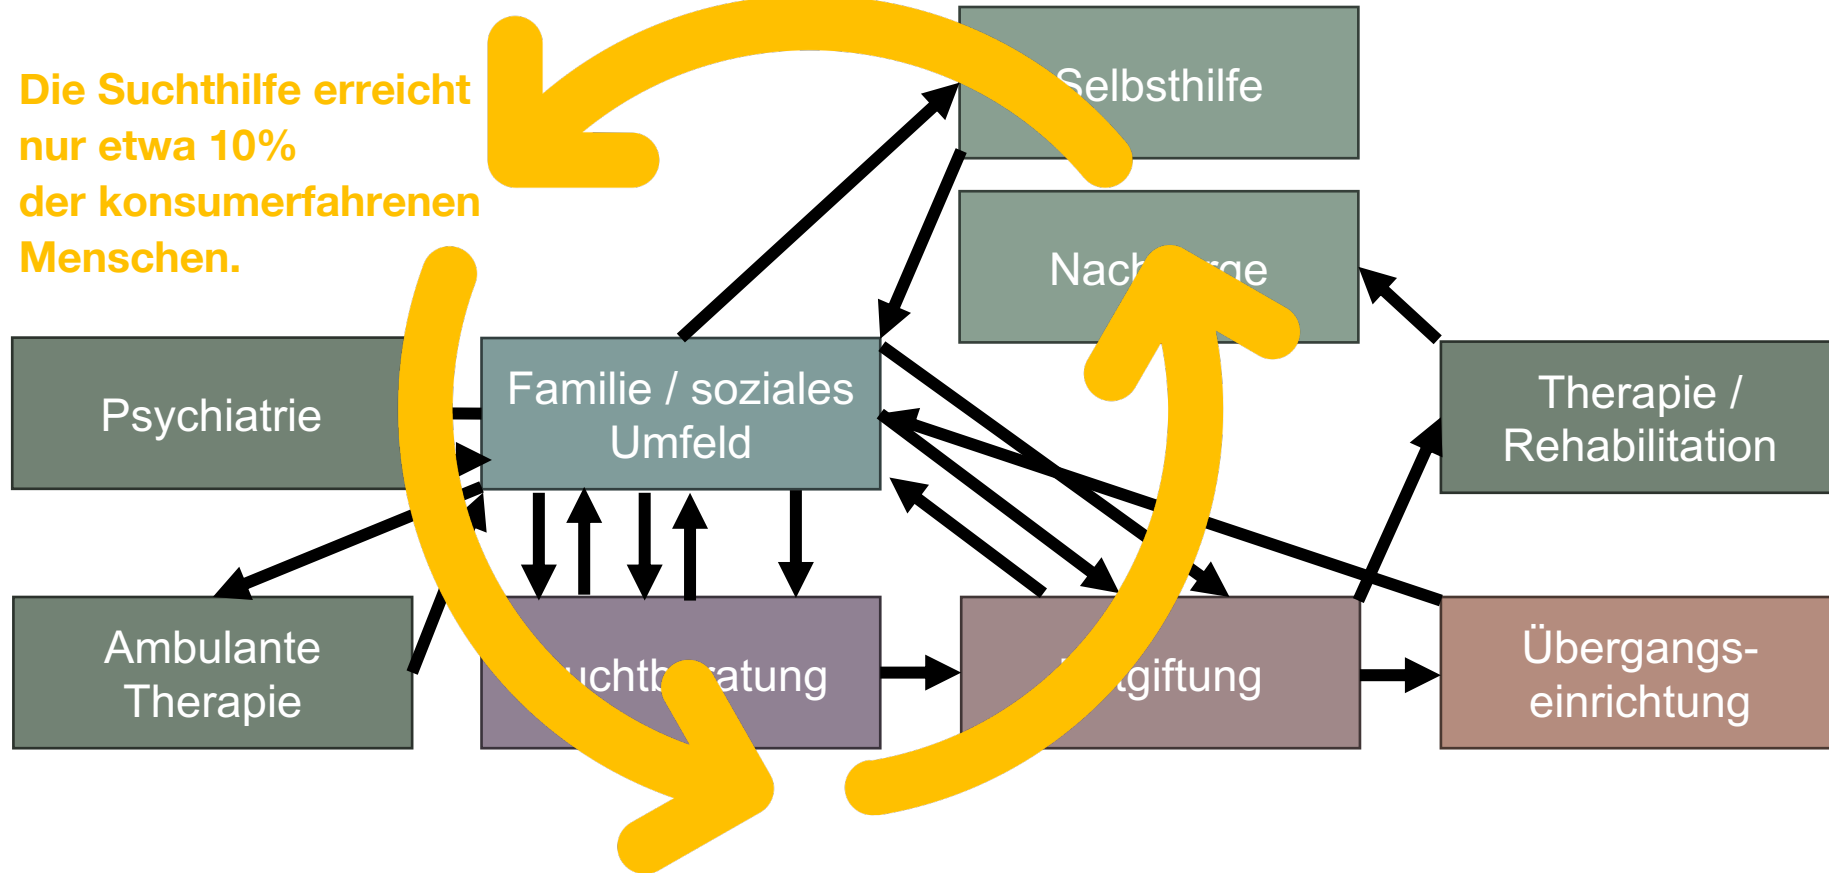 Die Suchthilfe erreicht
nur etwa 10%
der konsumerfahrenen
Menschen.
Selbsthilfe
Psychiatrie
Familie / soziales
Umfeld
Therapie /
Rehabilitation
Ambulante
Therapie
Übergangs-
einrichtung